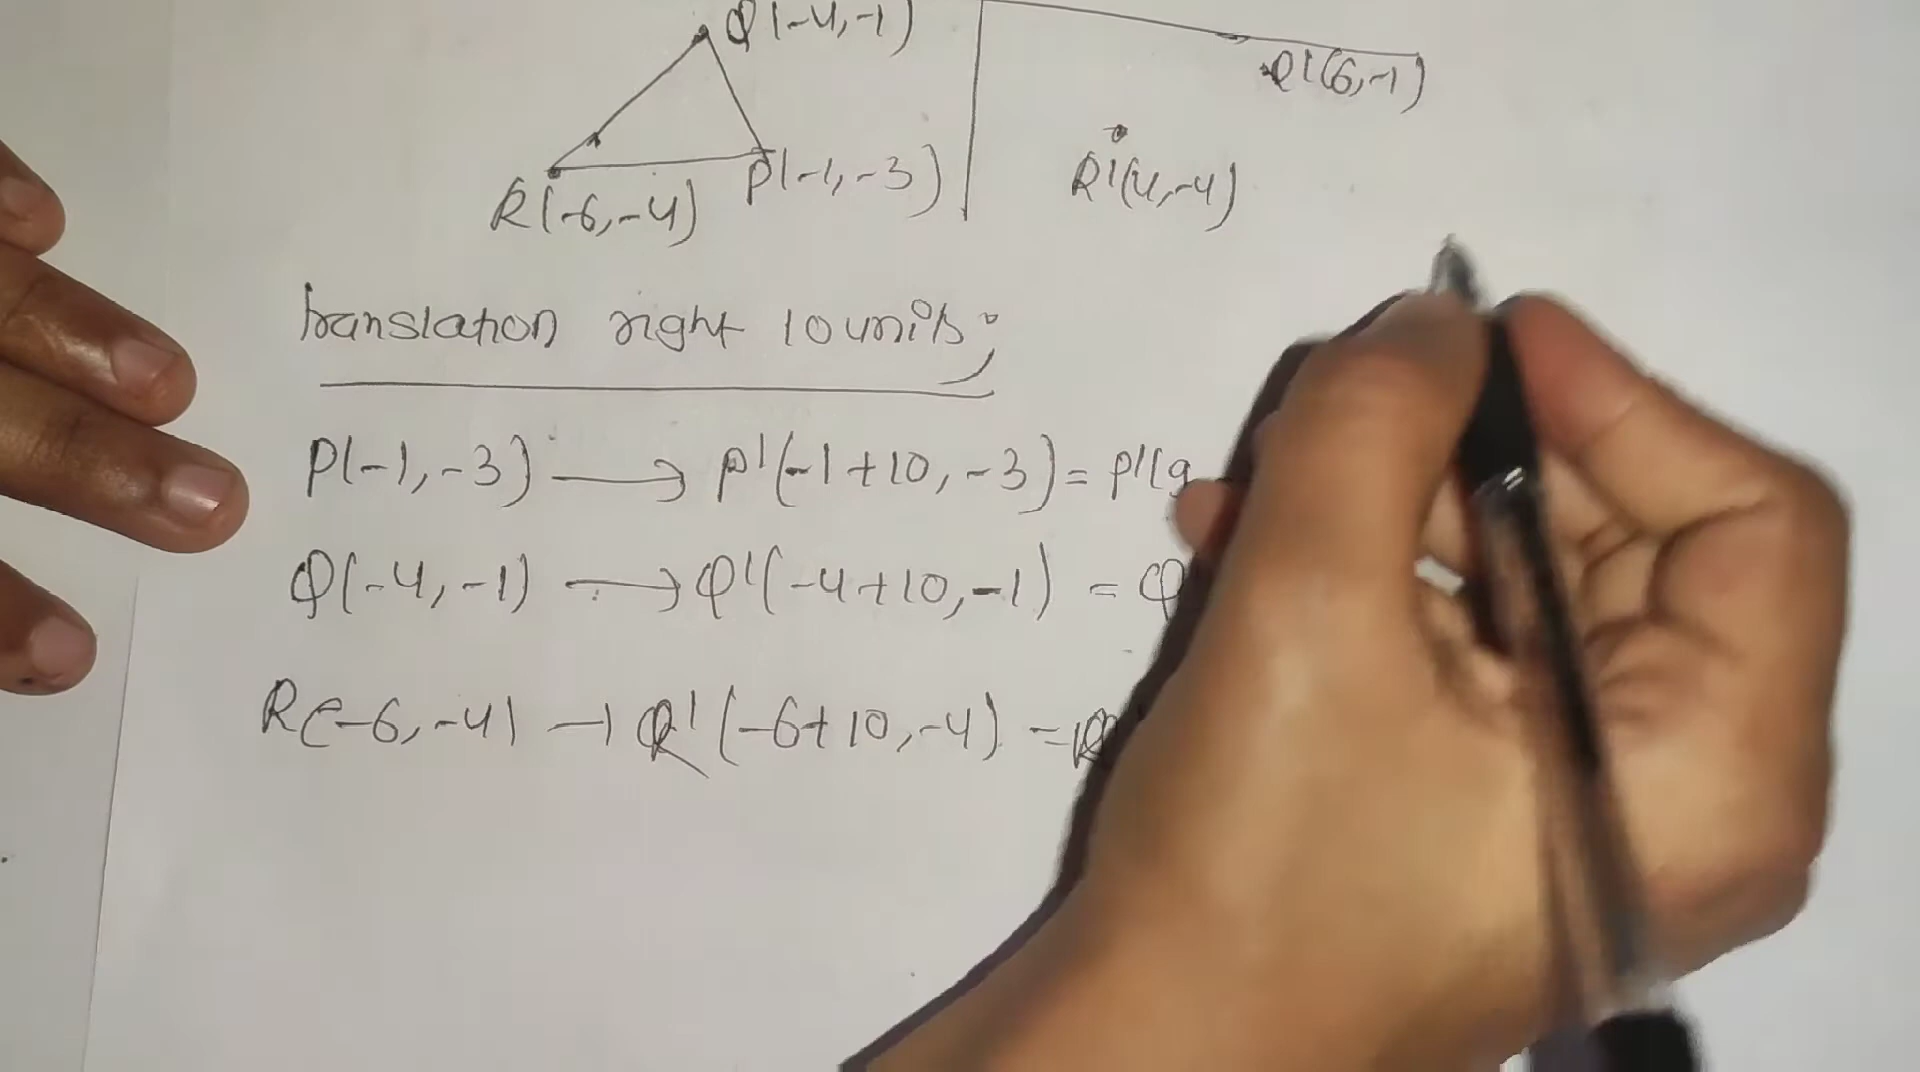 Q(-4,-1)
Q'(6,-1)
P(-1,-3)
R'(4,-4)
R(-6,-4)
translation right 10 units;
P(-1,-3) → P'(-1+10,-3) = P'(9
Q(-4,-1) → Q'(-4+10,-1) = Q'
R(-6,-4) → R'(-6+10,-4) = R'